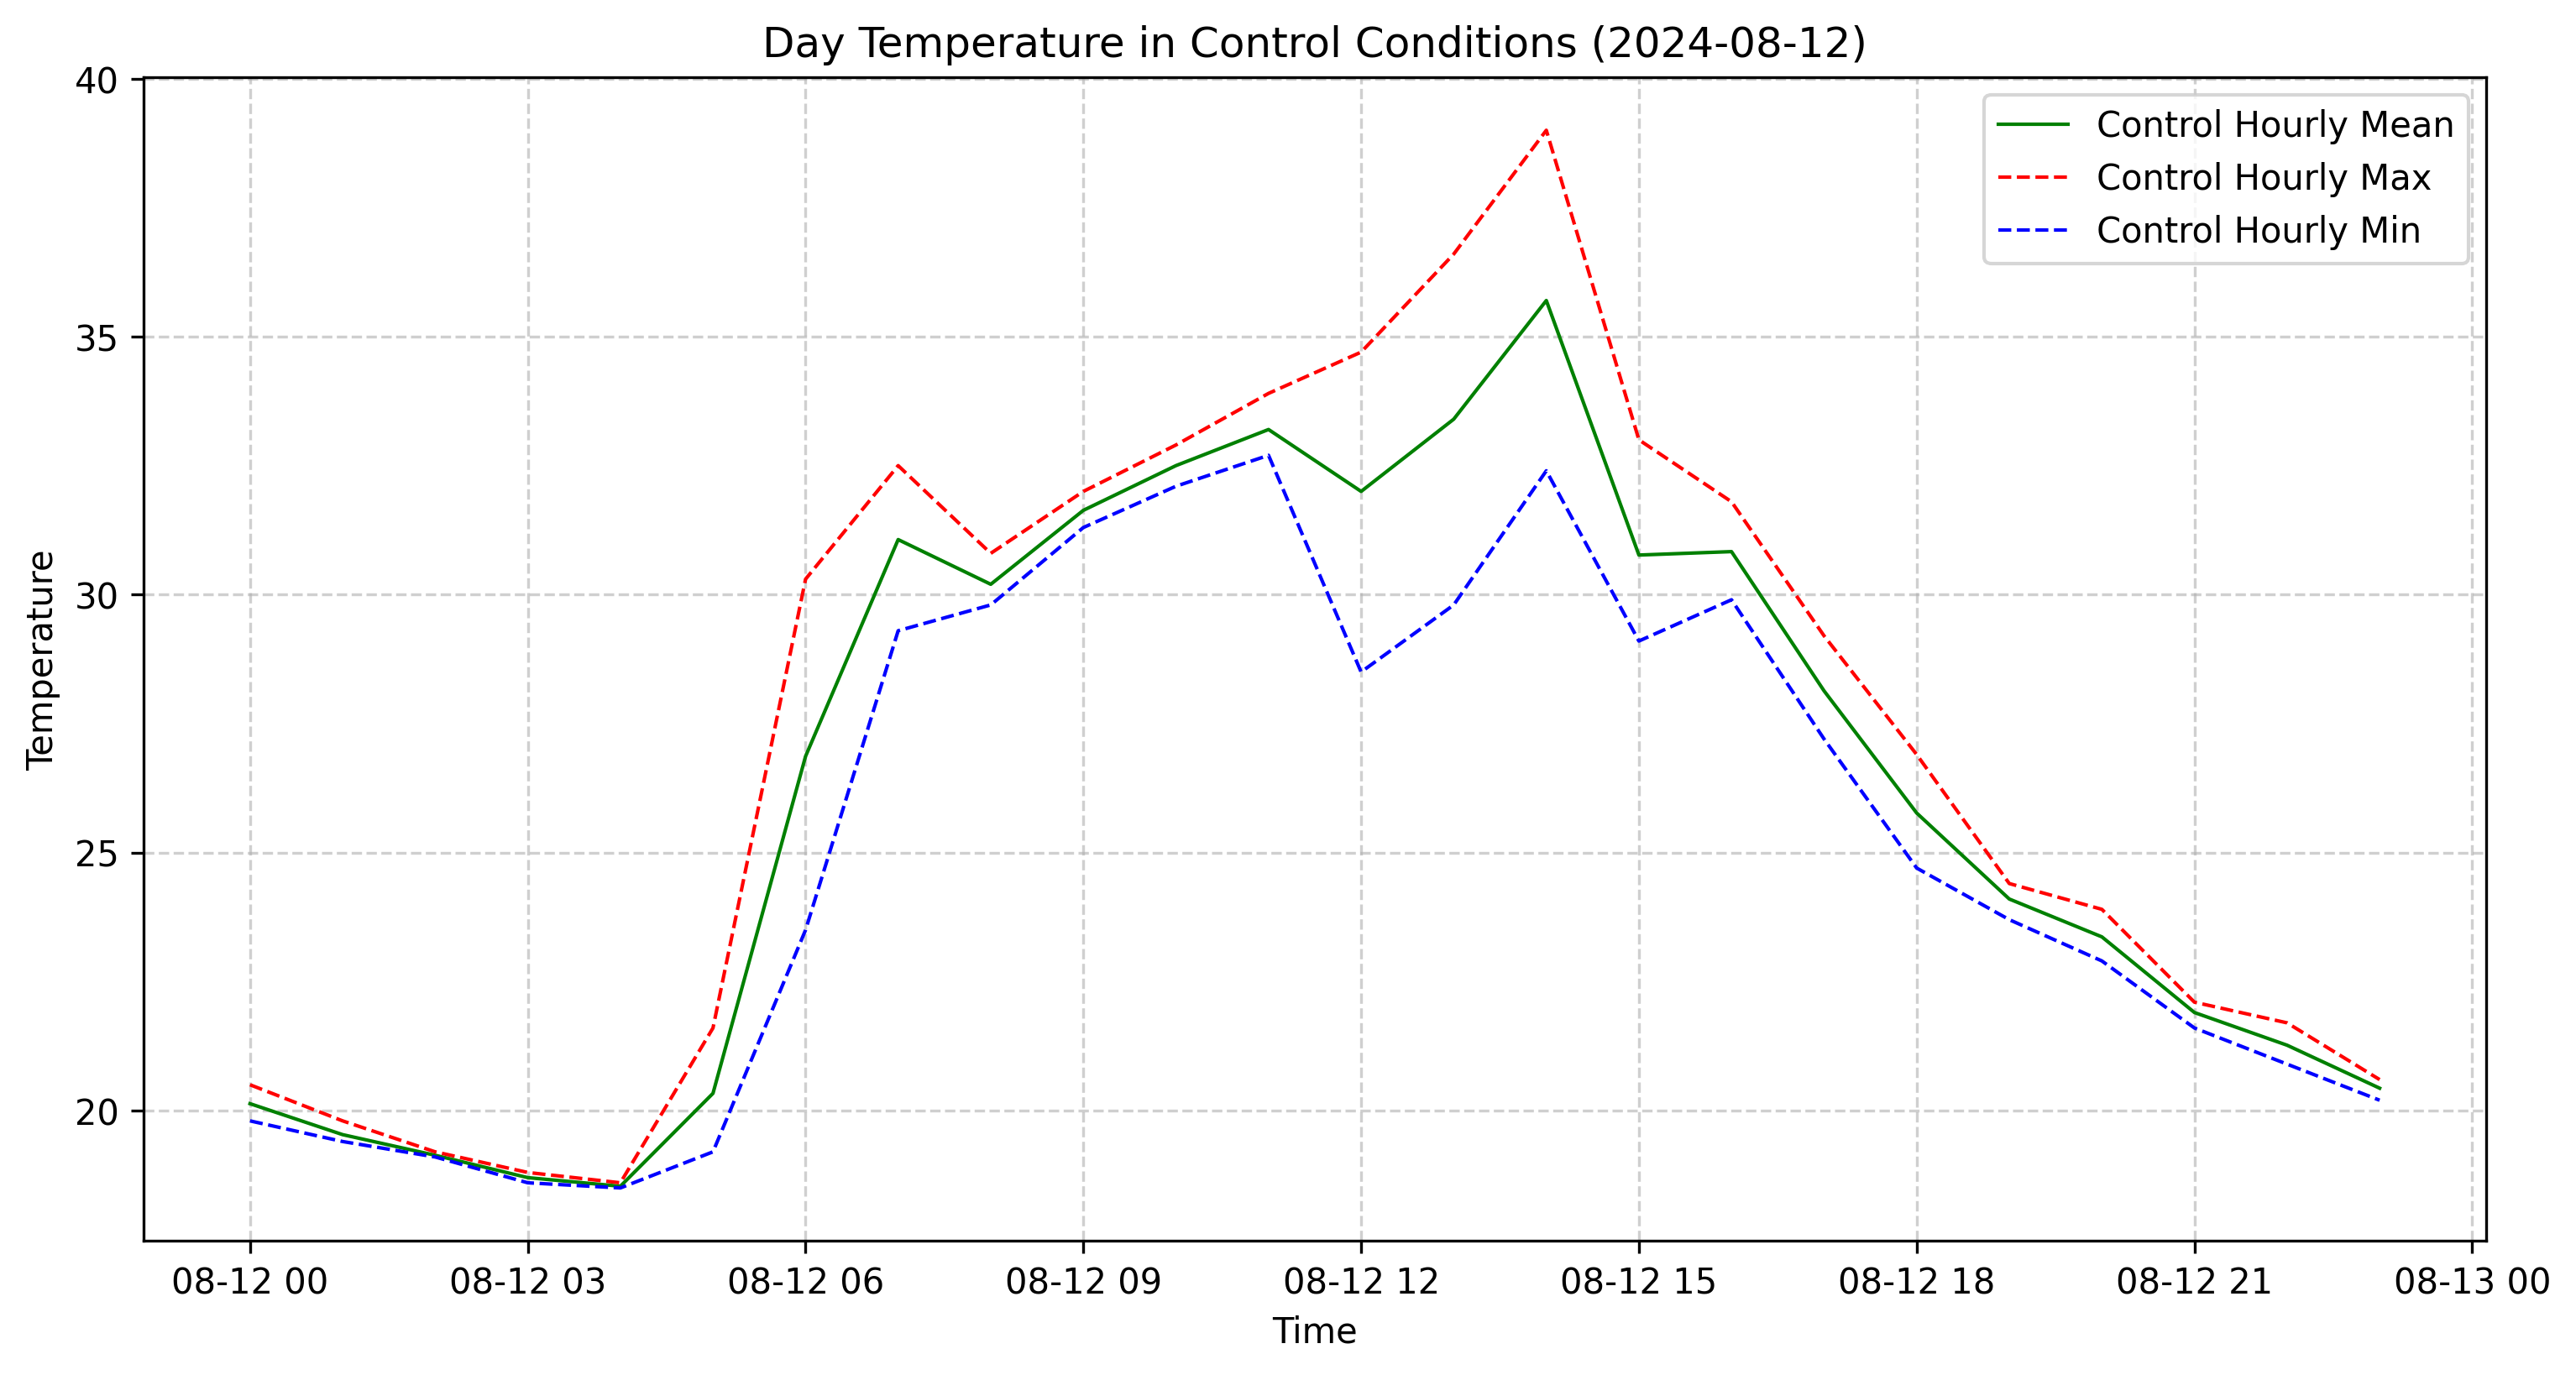 Day Temperature in Control Conditions (2024-08-12)
Control Hourly Mean
Control Hourly Max
Control Hourly Min
Temperature
40
35
30
25
20
08-12 00
08-12 03
08-12 06
08-12 09
08-12 12
08-12 15
08-12 18
08-12 21
08-13 00
Time